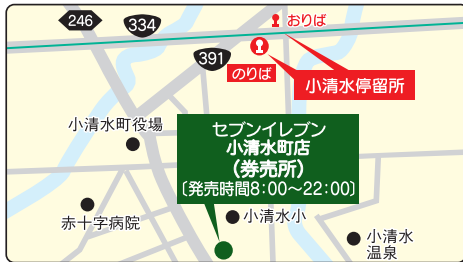 246
334
おりば
391
のりば
小清水停留所
小清水町役場
セブンイレブン
小清水町店
(券売所)
〔発売時間8:00〜22:00〕
赤十字病院
小清水小
小清水
温泉